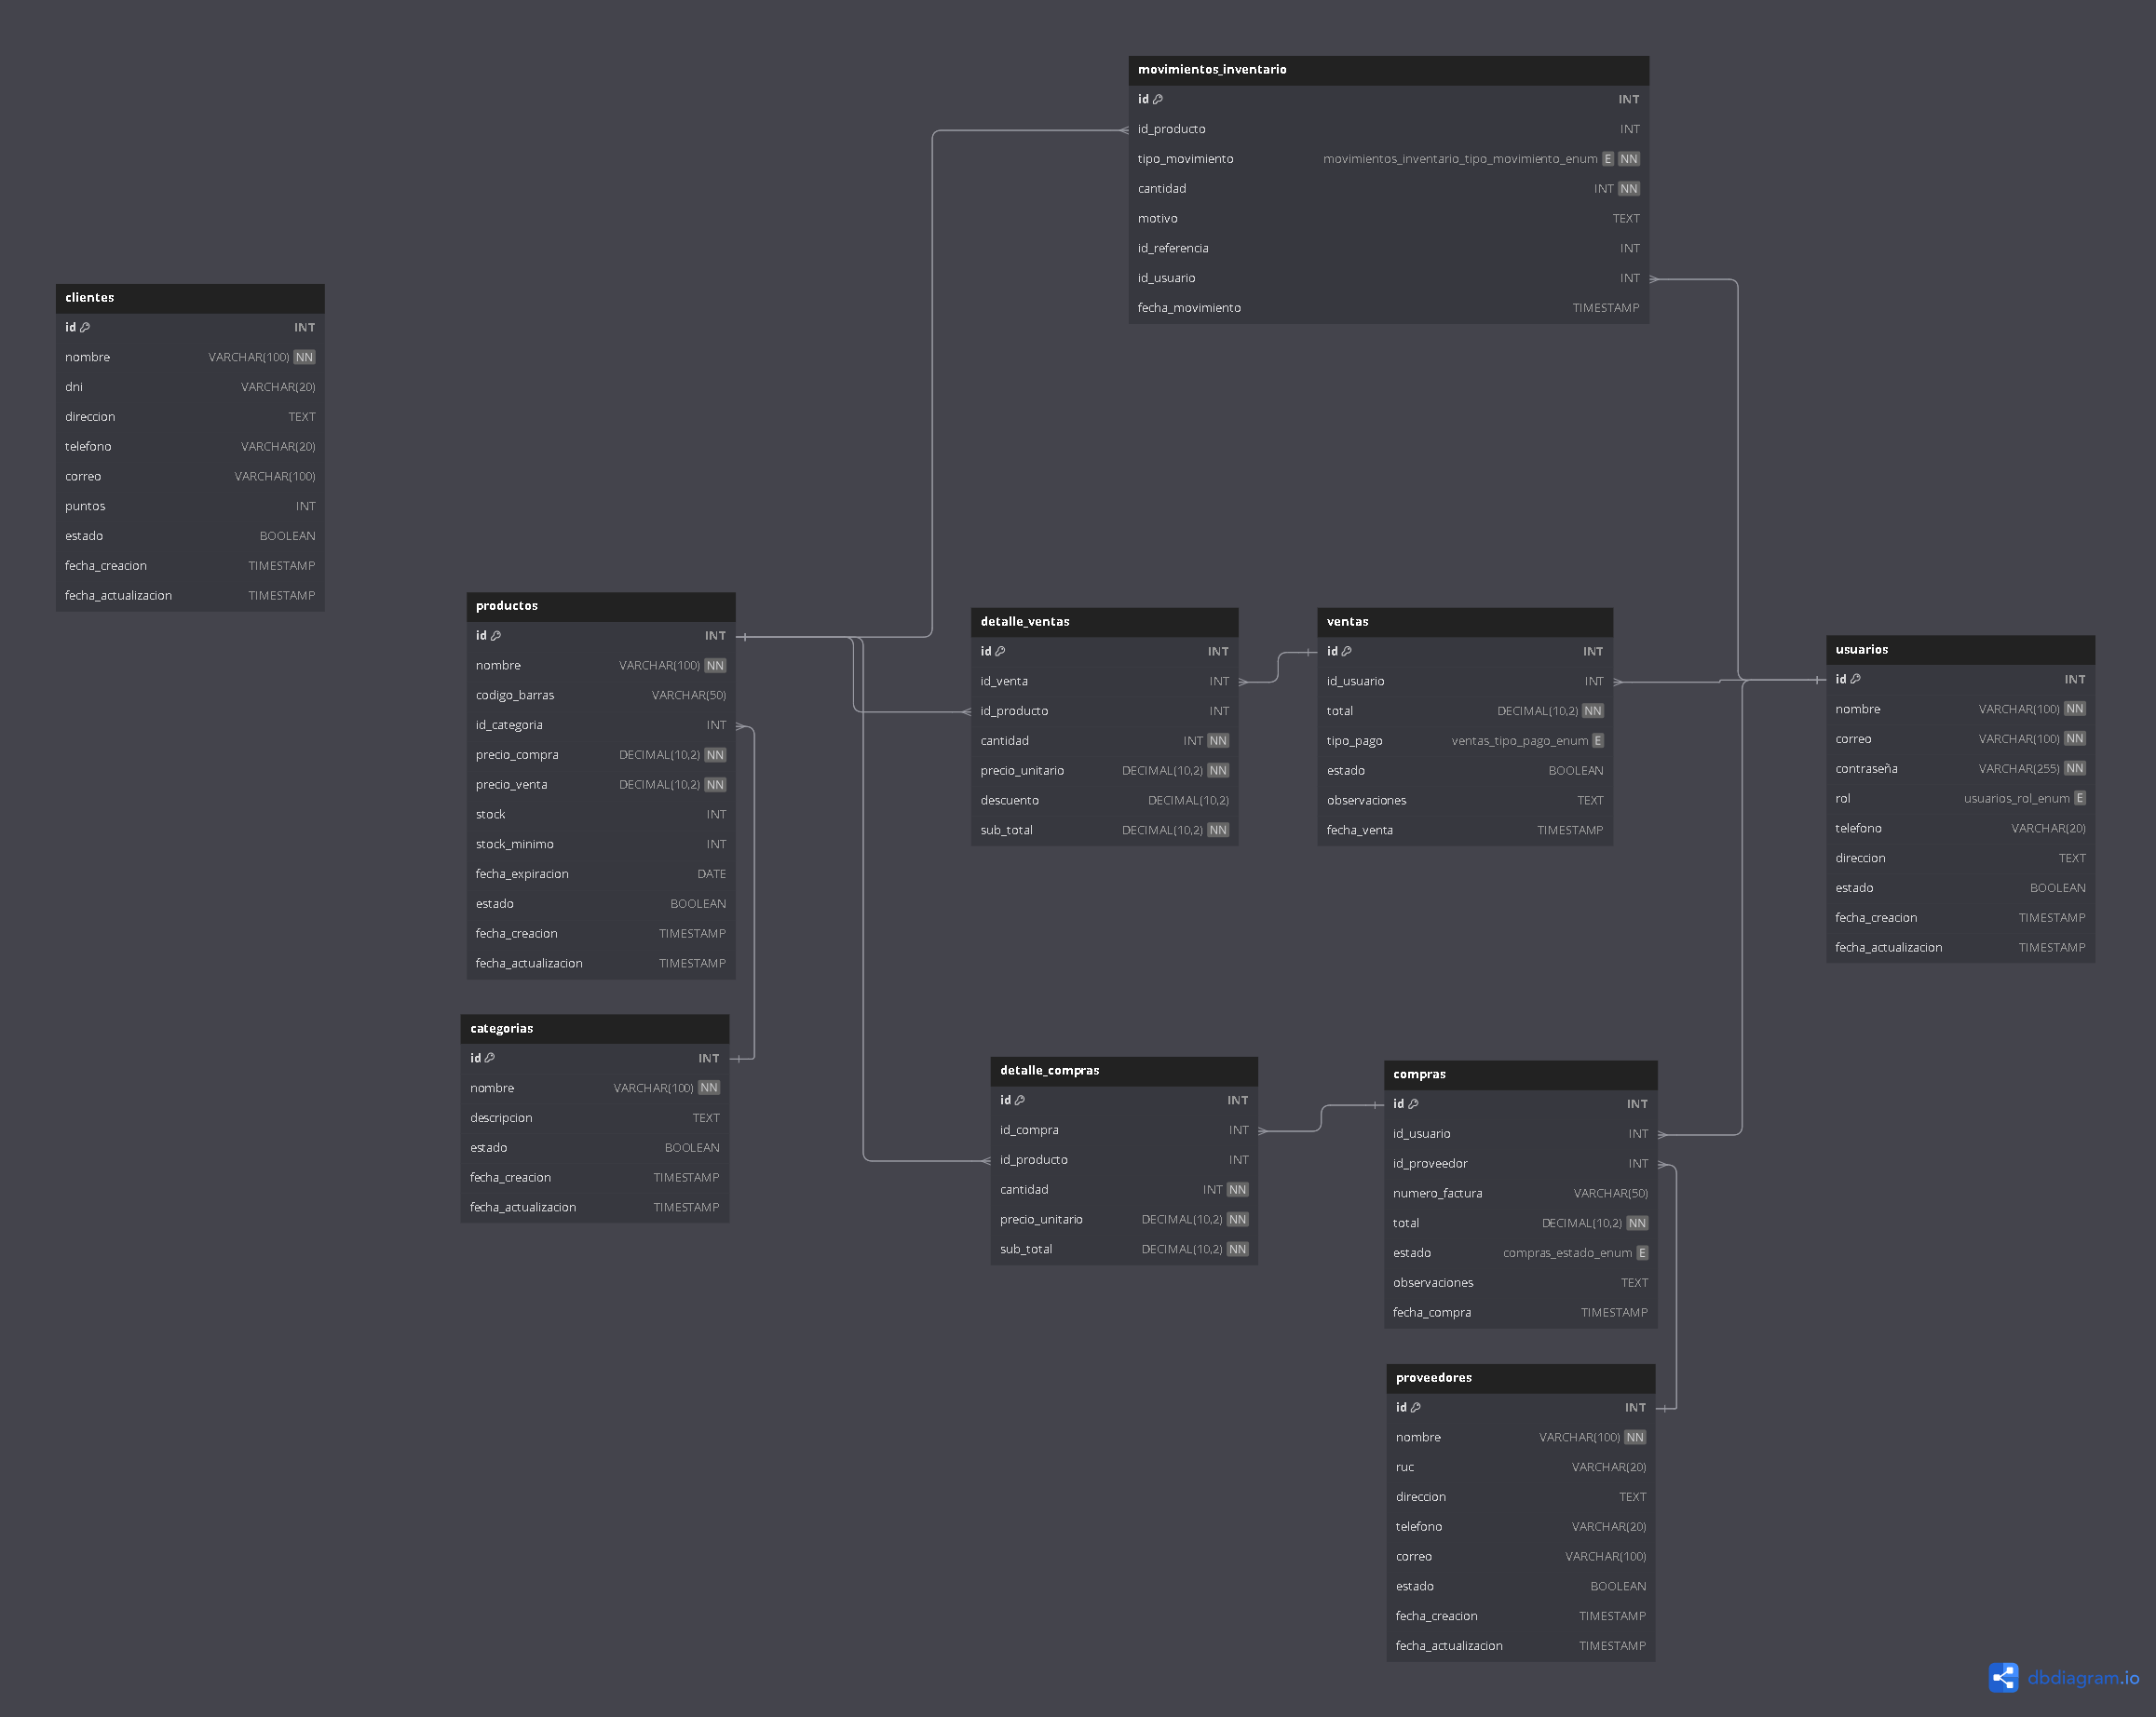 movimientos_inventario
id INT
id_producto INT
tipo_movimiento movimientos_inventario_tipo_movimiento_enum E NN
cantidad INT NN
motivo TEXT
id_referencia INT
id_usuario INT
fecha_movimiento TIMESTAMP
clientes
id INT
nombre VARCHAR(100) NN
dni VARCHAR(20)
direccion TEXT
telefono VARCHAR(20)
correo VARCHAR(100)
puntos INT
estado BOOLEAN
fecha_creacion TIMESTAMP
fecha_actualizacion TIMESTAMP
productos
id INT
nombre VARCHAR(100) NN
codigo_barras VARCHAR(50)
id_categoria INT
precio_compra DECIMAL(10,2) NN
precio_venta DECIMAL(10,2) NN
stock INT
stock_minimo INT
fecha_expiracion DATE
estado BOOLEAN
fecha_creacion TIMESTAMP
fecha_actualizacion TIMESTAMP
detalle_ventas
id INT
id_venta INT
id_producto INT
cantidad INT NN
precio_unitario DECIMAL(10,2) NN
descuento DECIMAL(10,2)
sub_total DECIMAL(10,2) NN
ventas
id INT
id_usuario INT
total DECIMAL(10,2) NN
tipo_pago ventas_tipo_pago_enum E
estado BOOLEAN
observaciones TEXT
fecha_venta TIMESTAMP
usuarios
id INT
nombre VARCHAR(100) NN
correo VARCHAR(100) NN
contraseña VARCHAR(255) NN
rol usuarios_rol_enum E
telefono VARCHAR(20)
direccion TEXT
estado BOOLEAN
fecha_creacion TIMESTAMP
fecha_actualizacion TIMESTAMP
categorias
id INT
nombre VARCHAR(100) NN
descripcion TEXT
estado BOOLEAN
fecha_creacion TIMESTAMP
fecha_actualizacion TIMESTAMP
detalle_compras
id INT
id_compra INT
id_producto INT
cantidad INT NN
precio_unitario DECIMAL(10,2) NN
sub_total DECIMAL(10,2) NN
compras
id INT
id_usuario INT
id_proveedor INT
numero_factura VARCHAR(50)
total DECIMAL(10,2) NN
estado compras_estado_enum E
observaciones TEXT
fecha_compra TIMESTAMP
proveedores
id INT
nombre VARCHAR(100) NN
ruc VARCHAR(20)
direccion TEXT
telefono VARCHAR(20)
correo VARCHAR(100)
estado BOOLEAN
fecha_creacion TIMESTAMP
fecha_actualizacion TIMESTAMP
dbdiagram.io